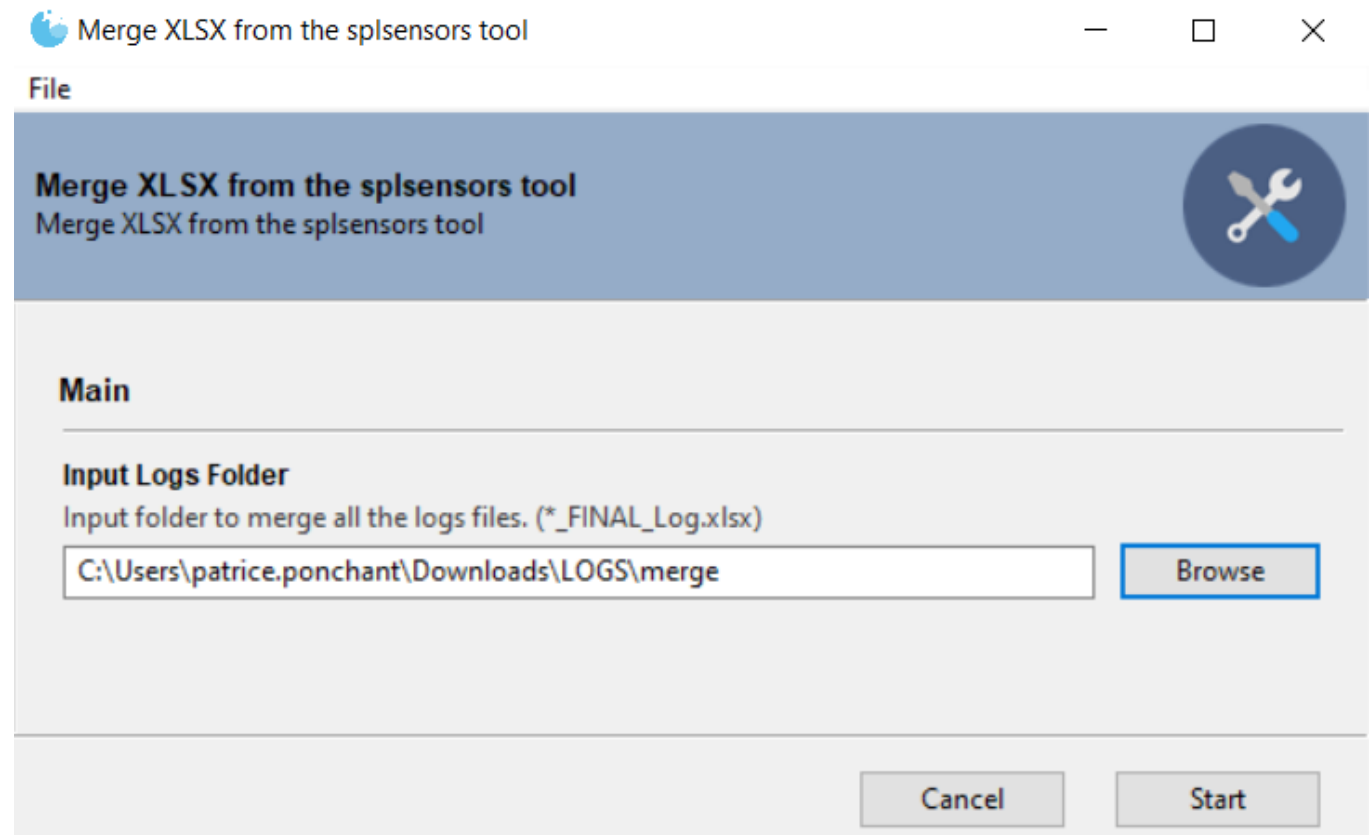 Merge XLSX from the splsensors tool
File
Merge XLSX from the splsensors tool
Merge XLSX from the splsensors tool
Main
Input Logs Folder
Input folder to merge all the logs files. (*_FINAL_Log.xlsx)
C:\Users\patrice.ponchant\Downloads\LOGS\merge Browse
Cancel Start